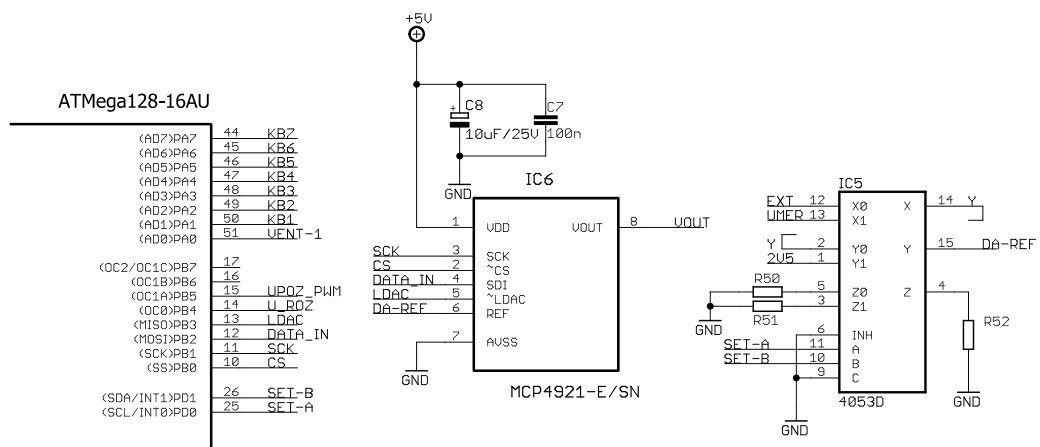 +5V
ATMega128-16AU
(AD7)PA7 44 KB7
(AD6)PA6 45 KB6
(AD5)PA5 46 KB5
(AD4)PA4 47 KB4
(AD3)PA3 48 KB3
(AD2)PA2 49 KB2
(AD1)PA1 50 KB1
(AD0)PA0 51 VENT-1
(OC2/OC1C)PB7 17
(OC1B)PB6 16
(OC1A)PB5 15 UPOZ_PWM
(OC0)PB4 14 U_ROZ
(MISO)PB3 13 LDAC
(MOSI)PB2 12 DATA_IN
(SCK)PB1 11 SCK
(SS)PB0 10 CS
(SDA/INT1)PD1 26 SET-B
(SCL/INT0)PD0 25 SET-A
+ C8
10uF/25V
C7
100n
GND
IC6
1 VDD VOUT 8 VOUT
SCK 3 SCK
CS 2 ~CS
DATA_IN 4 SDI
LDAC 5 ~LDAC
DA-REF 6 REF
7 AVSS
GND
MCP4921-E/SN
IC5
EXT 12 X0 X 14 Y
UMER 13 X1
Y 2 Y0 Y 15 DA-REF
2V5 1 Y1
R50 5 Z0 Z 4
R51 3 Z1
GND
R52
6 INH
SET-A 11 A
SET-B 10 B
9 C
4053D
GND
GND